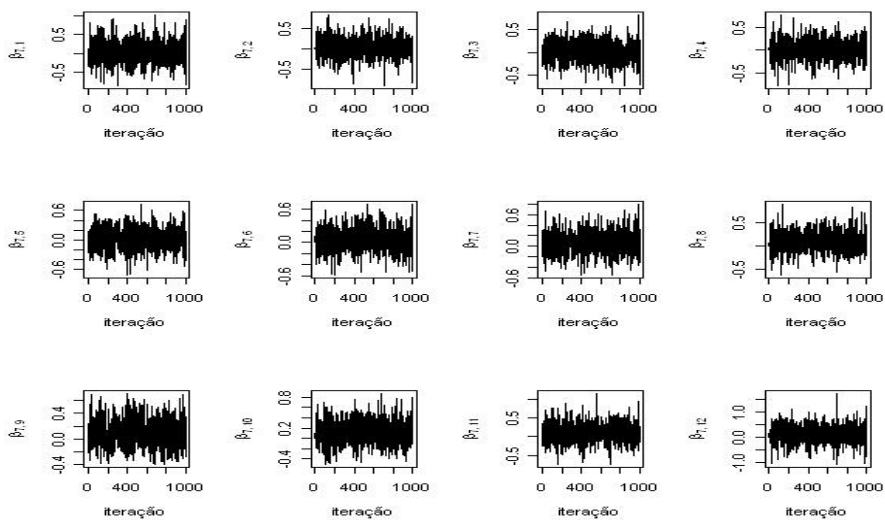 β7,1
0.5
-0.5
0 400 1000
iteração
β7,2
0.5
-0.5
0 400 1000
iteração
β7,3
0.5
-0.5
0 400 1000
iteração
β7,4
0.5
-0.5
0 400 1000
iteração
β7,5
0.6
0.0
-0.6
0 400 1000
iteração
β7,6
0.6
0.0
-0.6
0 400 1000
iteração
β7,7
0.6
0.0
-0.6
0 400 1000
iteração
β7,8
0.5
-0.5
0 400 1000
iteração
β7,9
0.4
0.0
-0.4
0 400 1000
iteração
β7,10
0.8
0.2
-0.4
0 400 1000
iteração
β7,11
0.5
-0.5
0 400 1000
iteração
β7,12
1.0
0.0
-1.0
0 400 1000
iteração